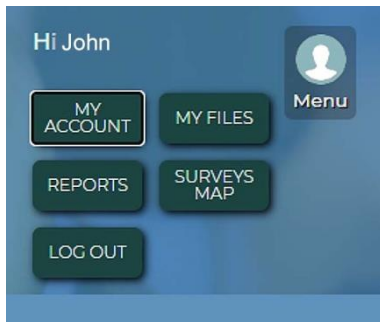 Hi John
Menu
MY
ACCOUNT
MY FILES
REPORTS
SURVEYS
MAP
LOG OUT